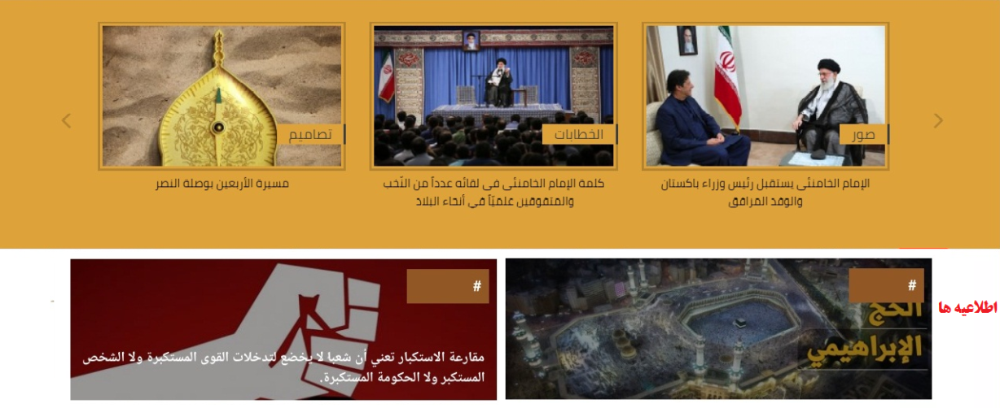 صور
الإمام الخامنئي يستقبل رئيس وزراء باكستان
والوفد المرافق
الخطابات
كلمة الإمام الخامنئي في لقائه عدداً من النّخب
والمتفوقين علميّاً في أنحاء البلاد
تصاميم
مسيرة الأربعين بوصلة النصر
اطلاعيه ها
#
الحج
الإبراهيمي
#
مقارعة الاستكبار تعني أن شعبا لا يخضع لتدخلات القوى المستكبرة ولا الشخص
المستكبر ولا الحكومة المستكبرة.